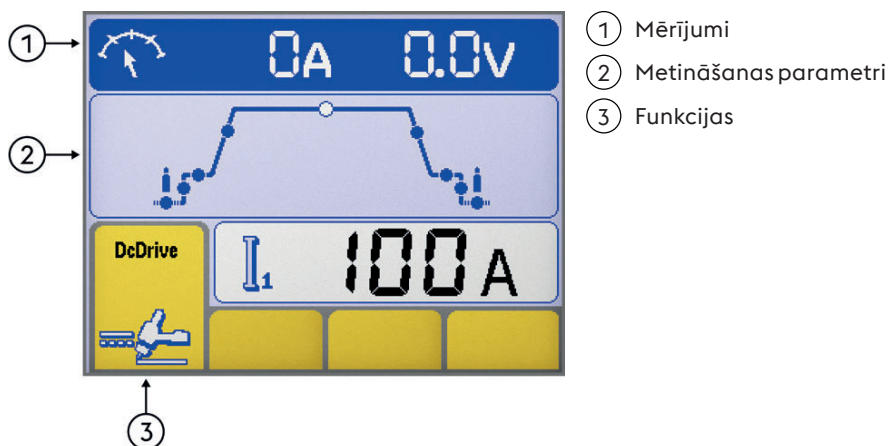 1
0A 0.0V
1 Mērījumi
2 Metināšanas parametri
3 Funkcijas
2
DcDrive
I1 100A
3